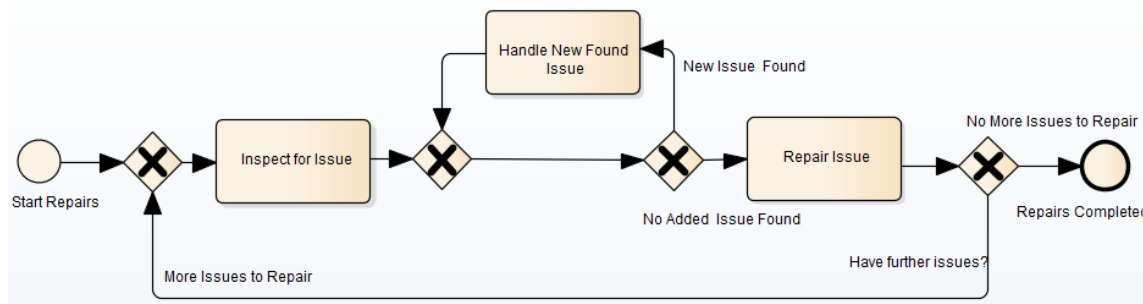 Handle New Found
Issue
New Issue Found
No More Issues to Repair
Inspect for Issue
Repair Issue
Start Repairs
No Added Issue Found
Repairs Completed
Have further issues?
More Issues to Repair